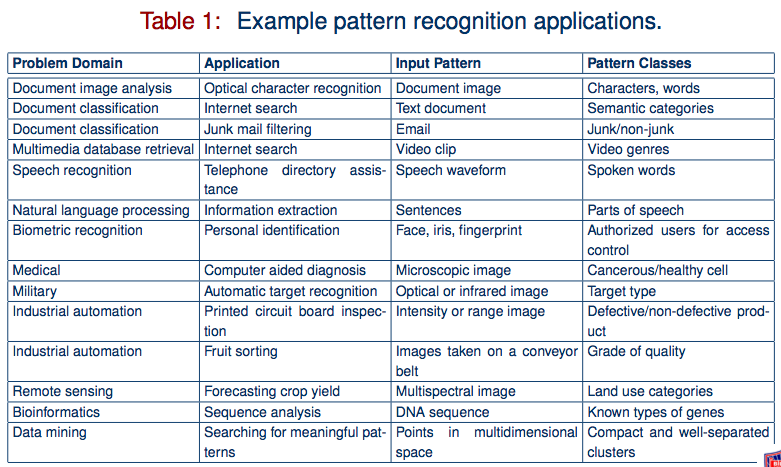 Table 1: Example pattern recognition applications.
Problem Domain Application Input Pattern Pattern Classes
Document image analysis Optical character recognition Document image Characters, words
Document classification Internet search Text document Semantic categories
Document classification Junk mail filtering Email Junk/non-junk
Multimedia database retrieval Internet search Video clip Video genres
Speech recognition Telephone directory assis- Speech waveform Spoken words
tance
Natural language processing Information extraction Sentences Parts of speech
Biometric recognition Personal identification Face, iris, fingerprint Authorized users for access
control
Medical Computer aided diagnosis Microscopic image Cancerous/healthy cell
Military Automatic target recognition Optical or infrared image Target type
Industrial automation Printed circuit board inspec- Intensity or range image Defective/non-defective prod-
tion uct
Industrial automation Fruit sorting Images taken on a conveyor Grade of quality
belt
Remote sensing Forecasting crop yield Multispectral image Land use categories
Bioinformatics Sequence analysis DNA sequence Known types of genes
Data mining Searching for meaningful pat- Points in multidimensional Compact and well-separated
terns space clusters